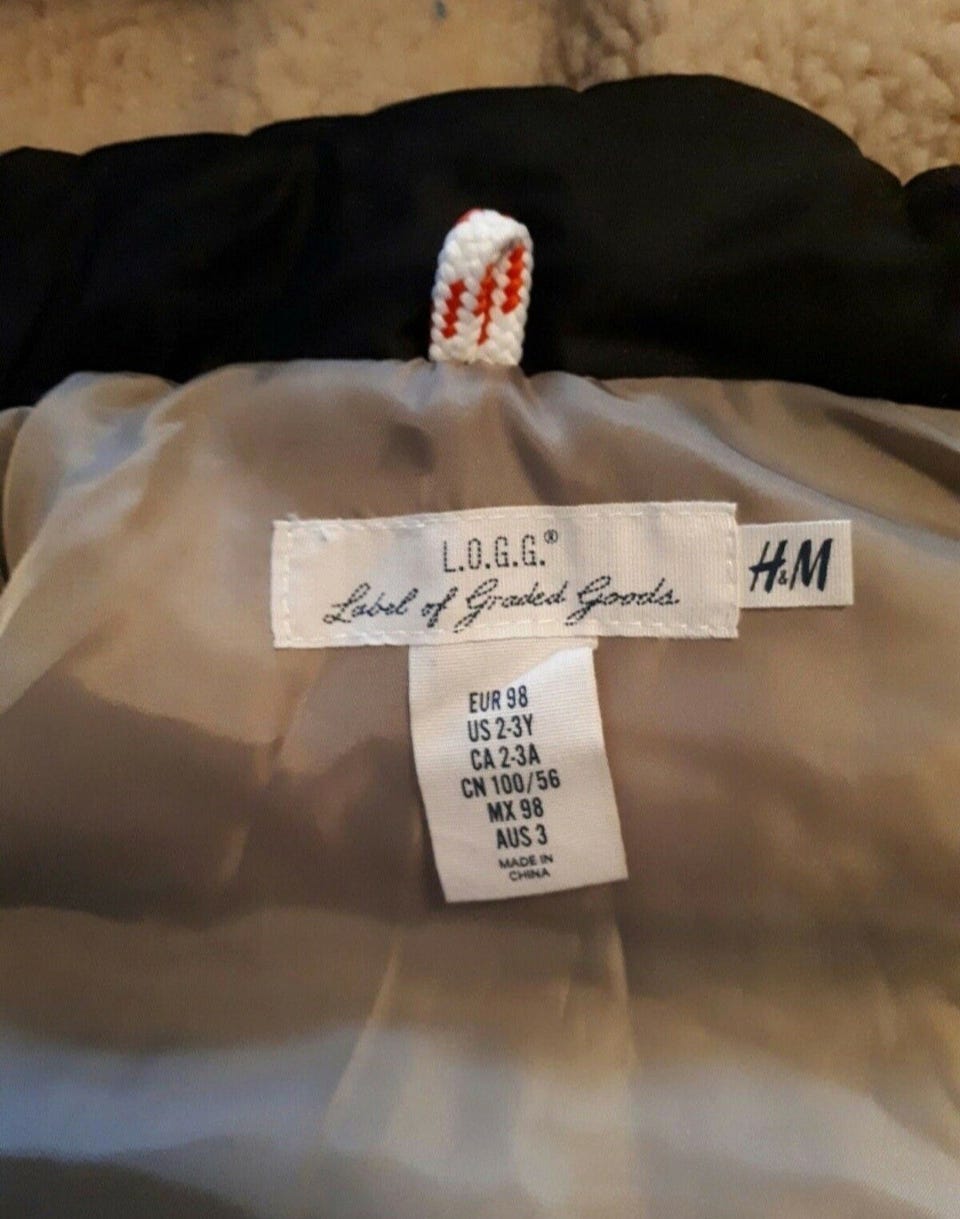 L.O.G.G.®
Label of Graded Goods
H&M
EUR 98
US 2-3Y
CA 2-3A
CN 100/56
MX 98
AUS 3
MADE IN
CHINA